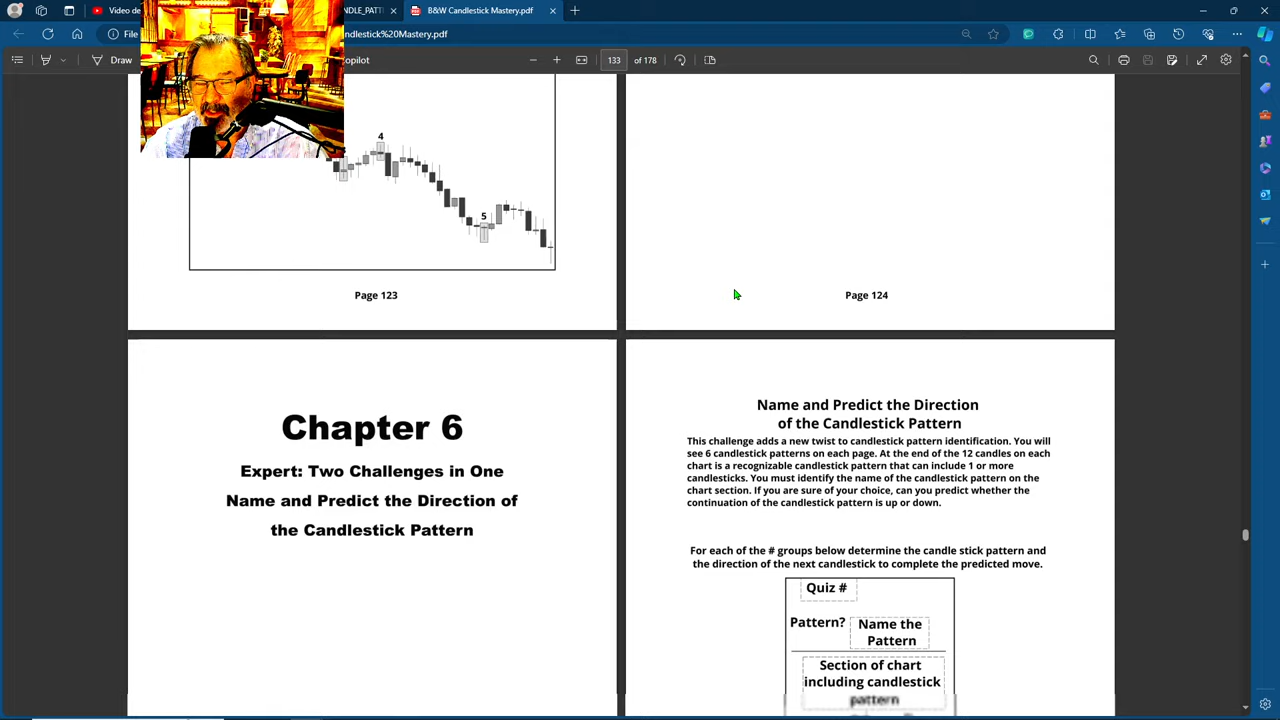 Video de
NDLE_PATT
B&W Candlestick Mastery.pdf
File
ndlestick%20Mastery.pdf
Draw
opilot
133 of 178
4
5
Page 123
Page 124
Chapter 6
Expert: Two Challenges in One
Name and Predict the Direction of
the Candlestick Pattern
Name and Predict the Direction
of the Candlestick Pattern
This challenge adds a new twist to candlestick pattern identification. You will
see 6 candlestick patterns on each page. At the end of the 12 candles on each
chart is a recognizable candlestick pattern that can include 1 or more
candlesticks. You must identify the name of the candlestick pattern on the
chart section. If you are sure of your choice, can you predict whether the
continuation of the candlestick pattern is up or down.
For each of the # groups below determine the candle stick pattern and
the direction of the next candlestick to complete the predicted move.
Quiz #
Pattern? Name the
Pattern
Section of chart
including candlestick
pattern